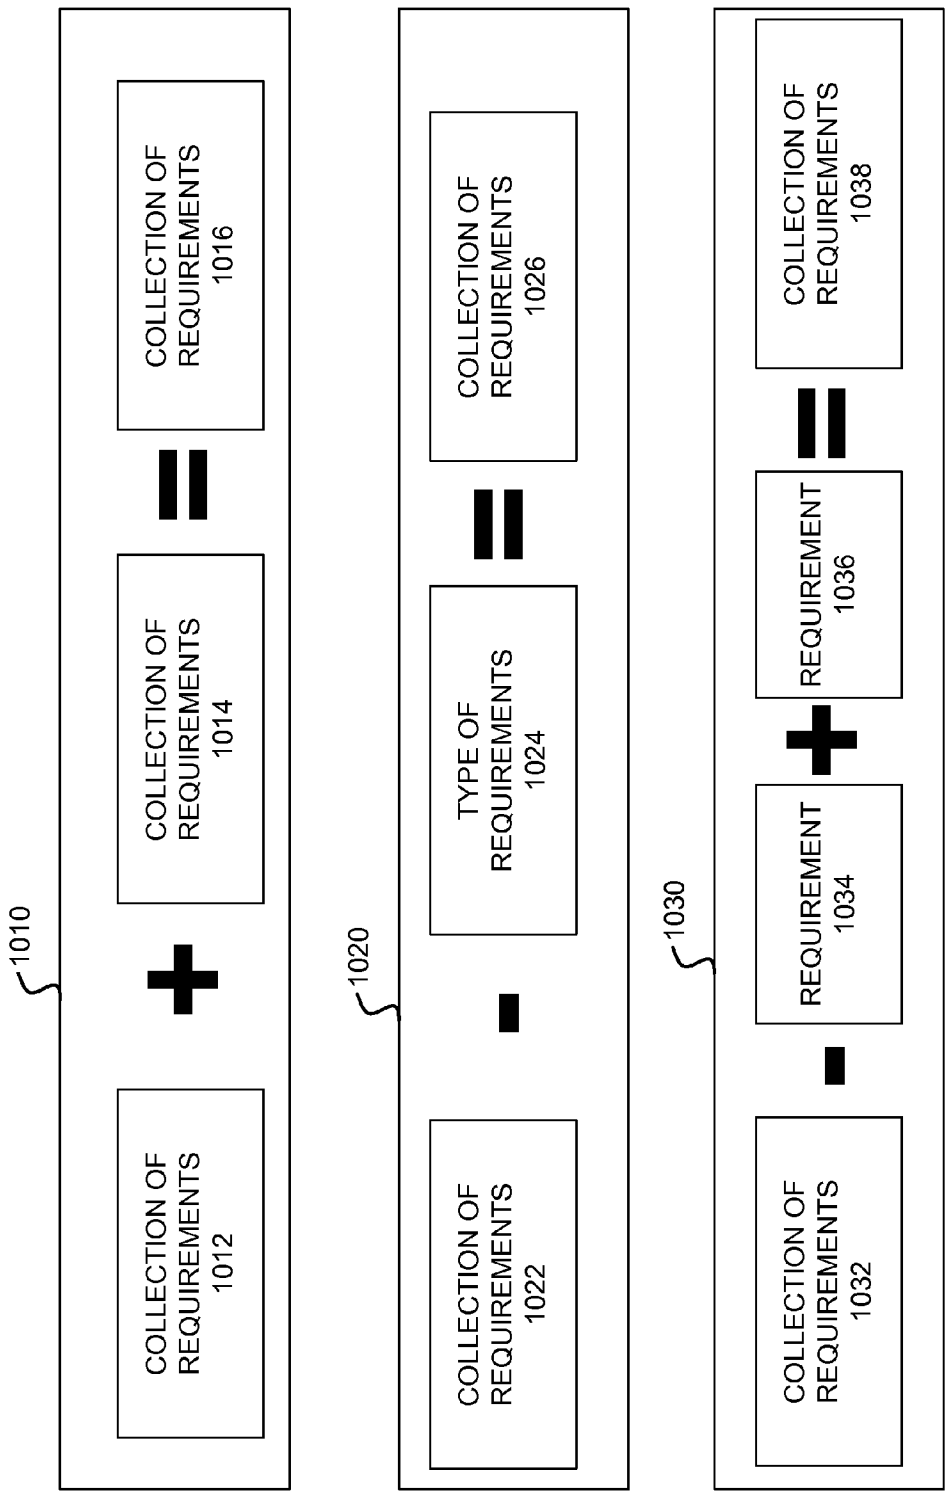 1010
COLLECTION OF
REQUIREMENTS
1012
+
COLLECTION OF
REQUIREMENTS
1014
=
COLLECTION OF
REQUIREMENTS
1016
1020
COLLECTION OF
REQUIREMENTS
1022
-
TYPE OF
REQUIREMENTS
1024
=
COLLECTION OF
REQUIREMENTS
1026
1030
COLLECTION OF
REQUIREMENTS
1032
-
REQUIREMENT
1034
+
REQUIREMENT
1036
=
COLLECTION OF
REQUIREMENTS
1038